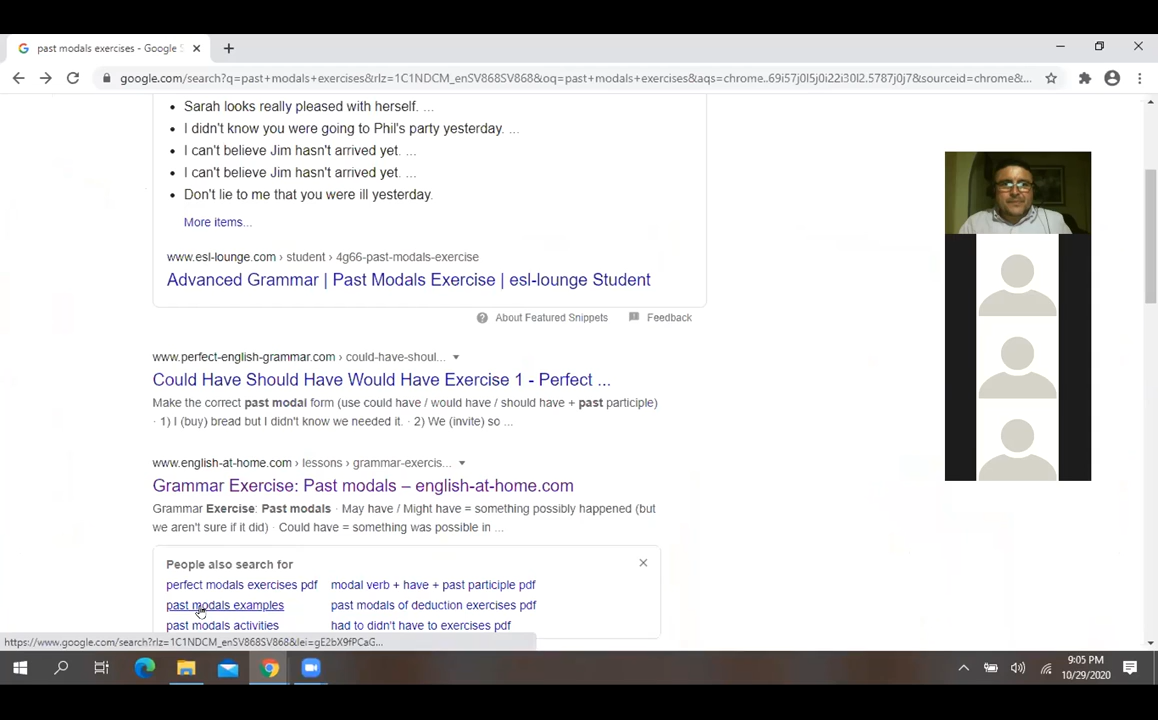 past modals exercises - Google S
google.com/search?q=past+modals+exercises&rlz=1C1NDCM_enSV868SV868&oq=past+modals+exercises&aqs=chrome..69i57j0l5j0i22i30l2.5787j0j7&sourceid=chrome&...
Sarah looks really pleased with herself. ...
I didn't know you were going to Phil's party yesterday. ...
I can't believe Jim hasn't arrived yet. ...
I can't believe Jim hasn't arrived yet. ...
Don't lie to me that you were ill yesterday.
More items...
www.esl-lounge.com › student › 4g66-past-modals-exercise
Advanced Grammar | Past Modals Exercise | esl-lounge Student
About Featured Snippets Feedback
www.perfect-english-grammar.com › could-have-shoul...
Could Have Should Have Would Have Exercise 1 - Perfect ...
Make the correct past modal form (use could have / would have / should have + past participle)
· 1) I (buy) bread but I didn't know we needed it. · 2) We (invite) so ...
www.english-at-home.com › lessons › grammar-exercis...
Grammar Exercise: Past modals – english-at-home.com
Grammar Exercise: Past modals · May have / Might have = something possibly happened (but
we aren't sure if it did) · Could have = something was possible in ...
People also search for
perfect modals exercises pdf modal verb + have + past participle pdf
past modals examples past modals of deduction exercises pdf
past modals activities had to didn't have to exercises pdf
https://www.google.com/search?rlz=1C1NDCM_enSV868SV868&lei=gE2bX9fPCaG...
9:05 PM
10/29/2020